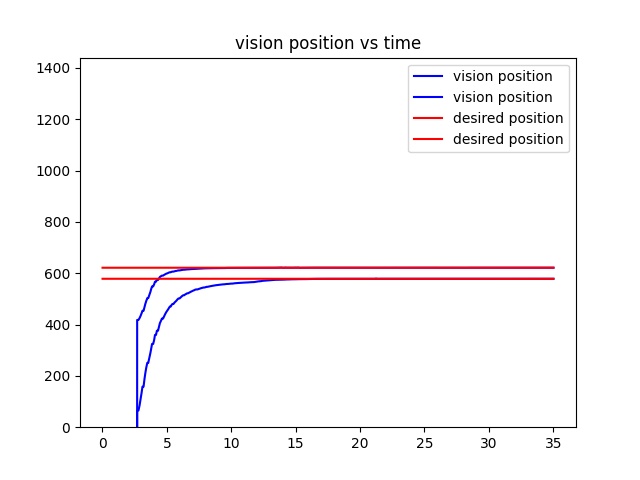 vision position vs time
vision position
vision position
desired position
desired position
1400
1200
1000
800
600
400
200
0
0 5 10 15 20 25 30 35